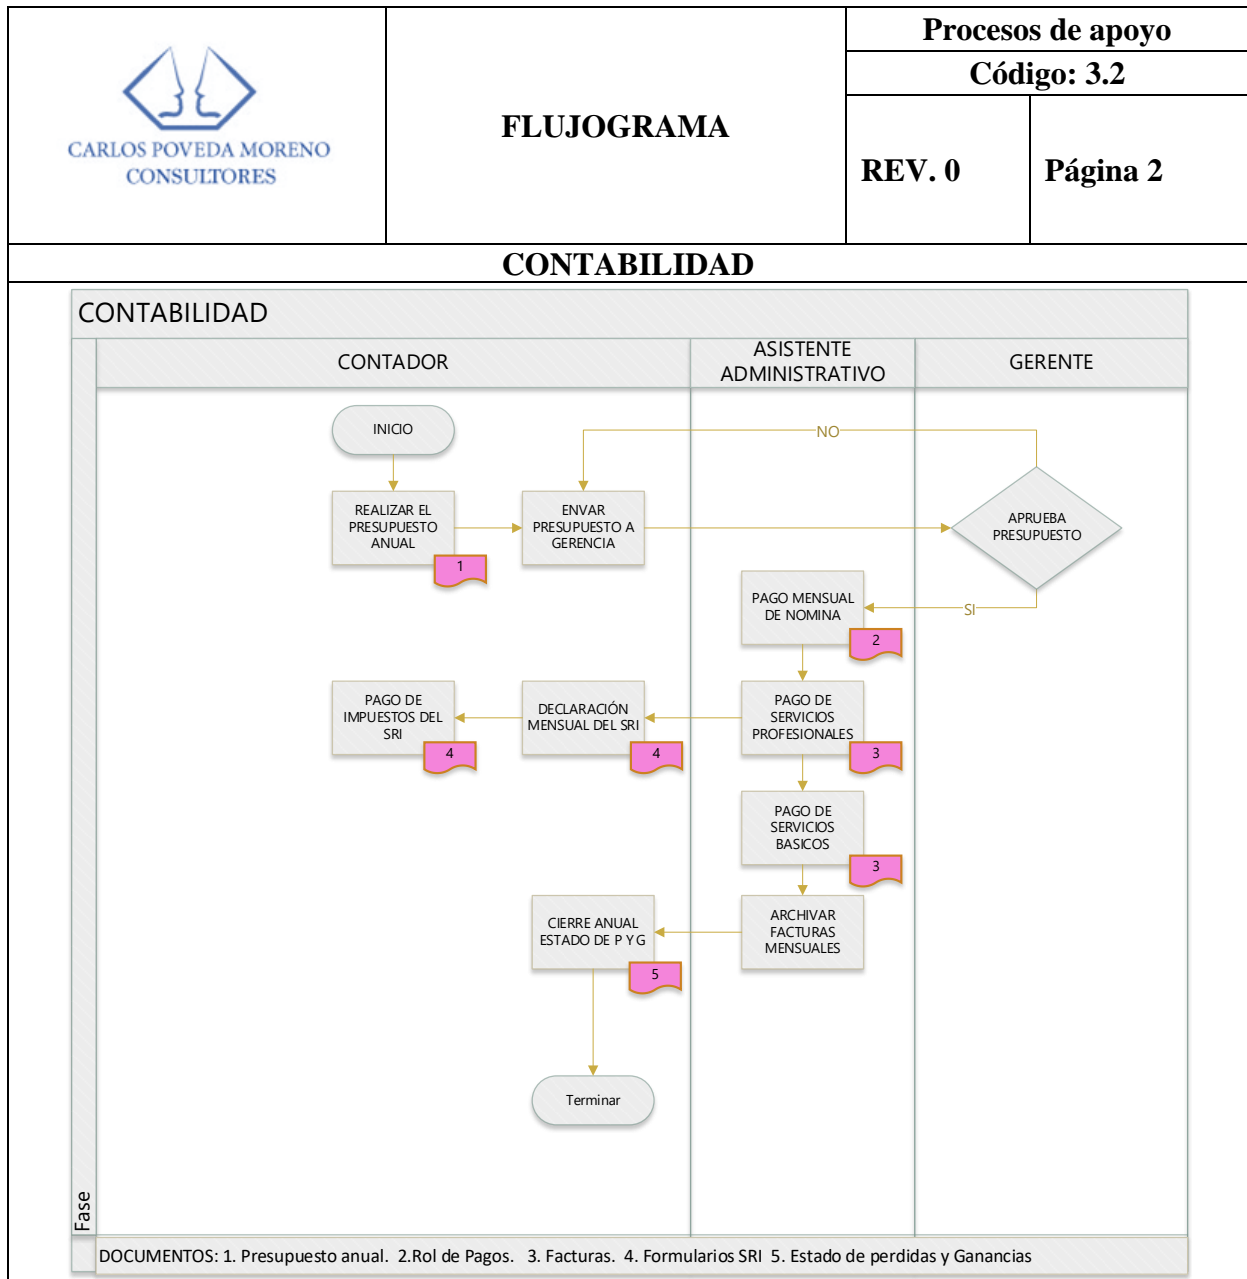 CARLOS POVEDA MORENO
CONSULTORES
FLUJOGRAMA
Procesos de apoyo
Código: 3.2
REV. 0
Página 2
CONTABILIDAD
CONTABILIDAD
CONTADOR
ASISTENTE
ADMINISTRATIVO
GERENTE
INICIO
NO
REALIZAR EL
PRESUPUESTO
ANUAL
1
ENVAR
PRESUPUESTO A
GERENCIA
APRUEBA
PRESUPUESTO
SI
PAGO MENSUAL
DE NOMINA
2
PAGO DE
IMPUESTOS DEL
SRI
4
DECLARACIÓN
MENSUAL DEL SRI
4
PAGO DE
SERVICIOS
PROFESIONALES
3
PAGO DE
SERVICIOS
BASICOS
3
CIERRE ANUAL
ESTADO DE P Y G
5
ARCHIVAR
FACTURAS
MENSUALES
Terminar
Fase
DOCUMENTOS: 1. Presupuesto anual. 2.Rol de Pagos. 3. Facturas. 4. Formularios SRI 5. Estado de perdidas y Ganancias